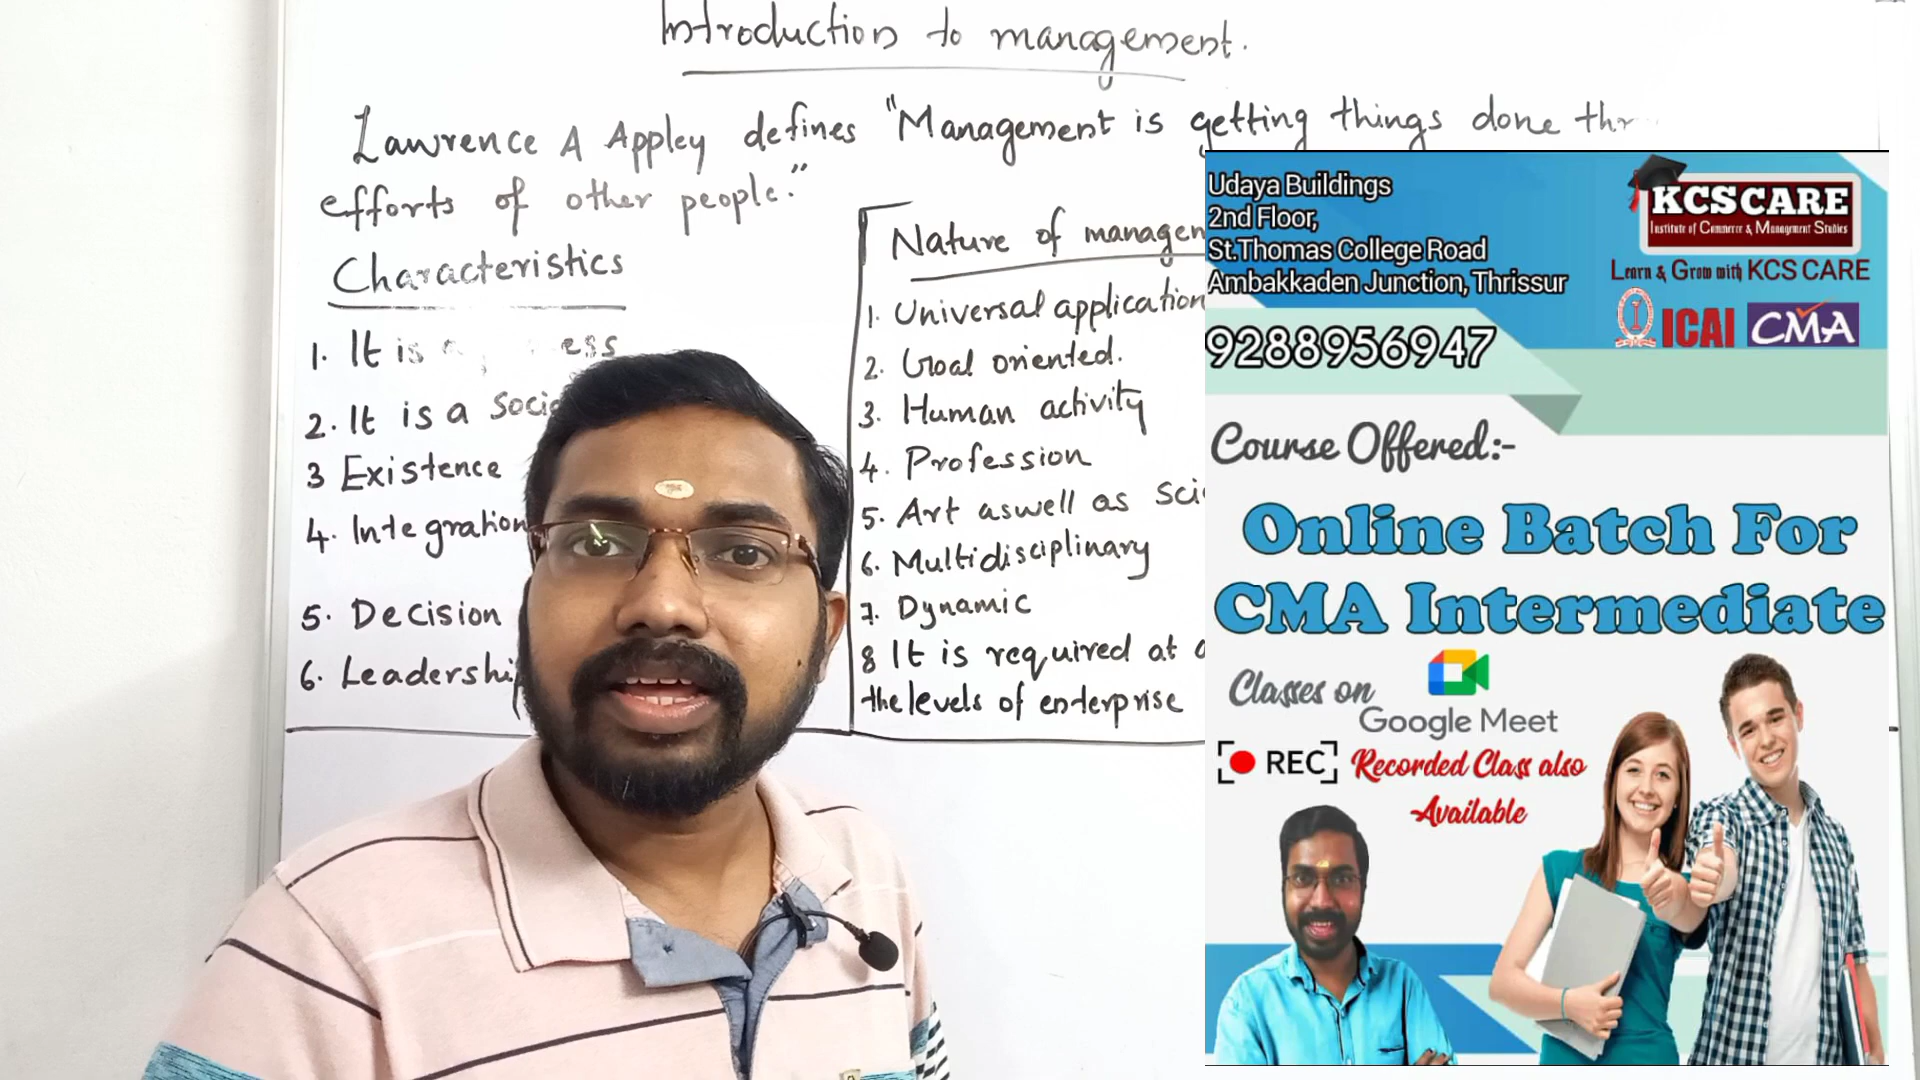 Introduction to management.
Lawrence A Appley defines "Management is getting things done
efforts of other people."
Characteristics
1. It is a
2. It is a
3 Existence
4. Integration
5. Decision
6.
Nature of
1. Universal application
2. Goal oriented.
3. Human activity
4. Profession
5. Art aswell as
6. Multidisciplinary
7. Dynamic
8 It is required at
the levels of enterprise
Udaya Buildings
2nd Floor,
St.Thomas College Road
Ambakkaden Junction, Thrissur
9288956947
KCS CARE
Institute of Commerce & Management Studies
Learn & Grow with KCS CARE
ICAI CMA
Course Offered:-
Online Batch For
CMA Intermediate
Classes on
Google Meet
REC Recorded Class also
Available